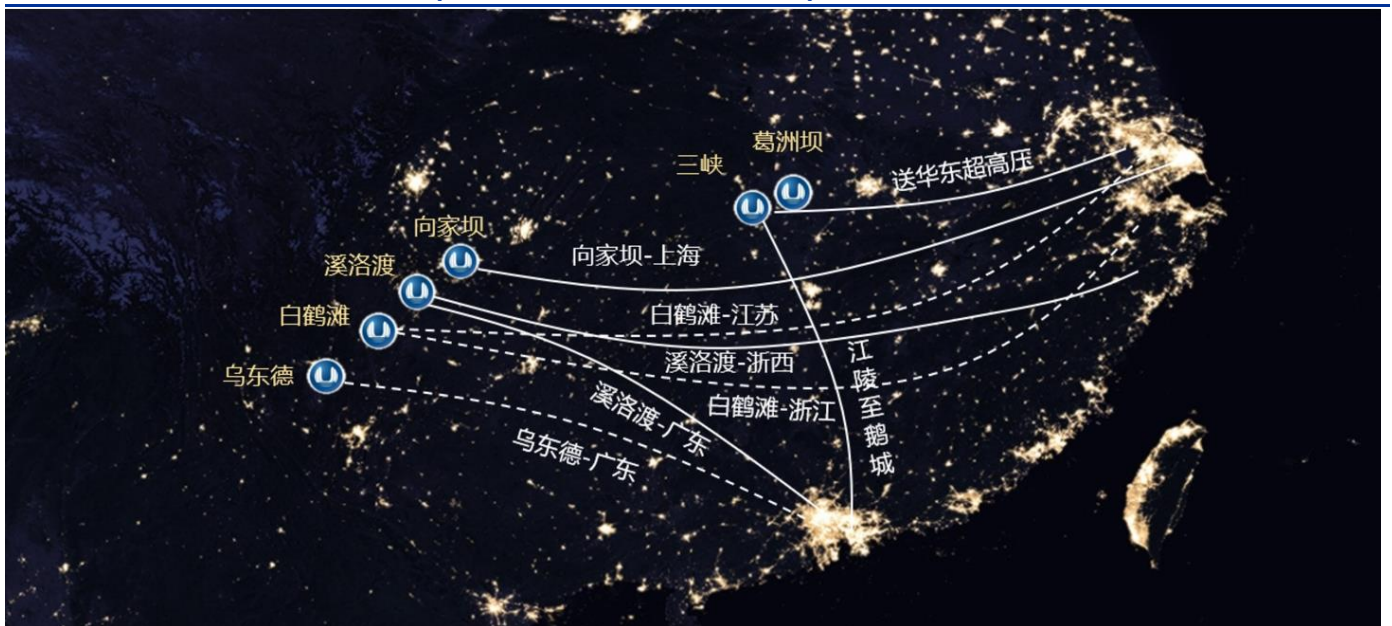 葛洲坝
三峡
送华东超高压
向家坝
向家坝-上海
溪洛渡
白鹤滩
白鹤滩-江苏
溪洛渡-浙西
江陵至鹅城
乌东德
溪洛渡-广东
白鹤滩-浙江
乌东德-广东